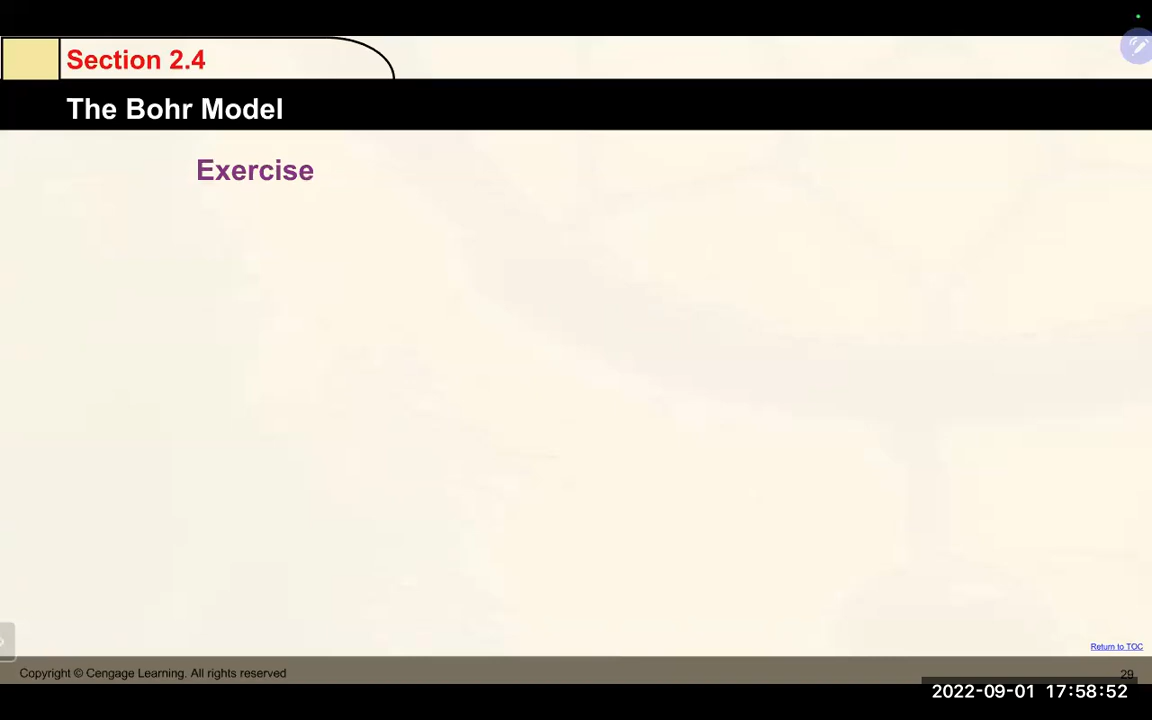 Section 2.4
The Bohr Model
Exercise
Return to TOC
Copyright © Cengage Learning. All rights reserved
29
2022-09-01 17:58:52